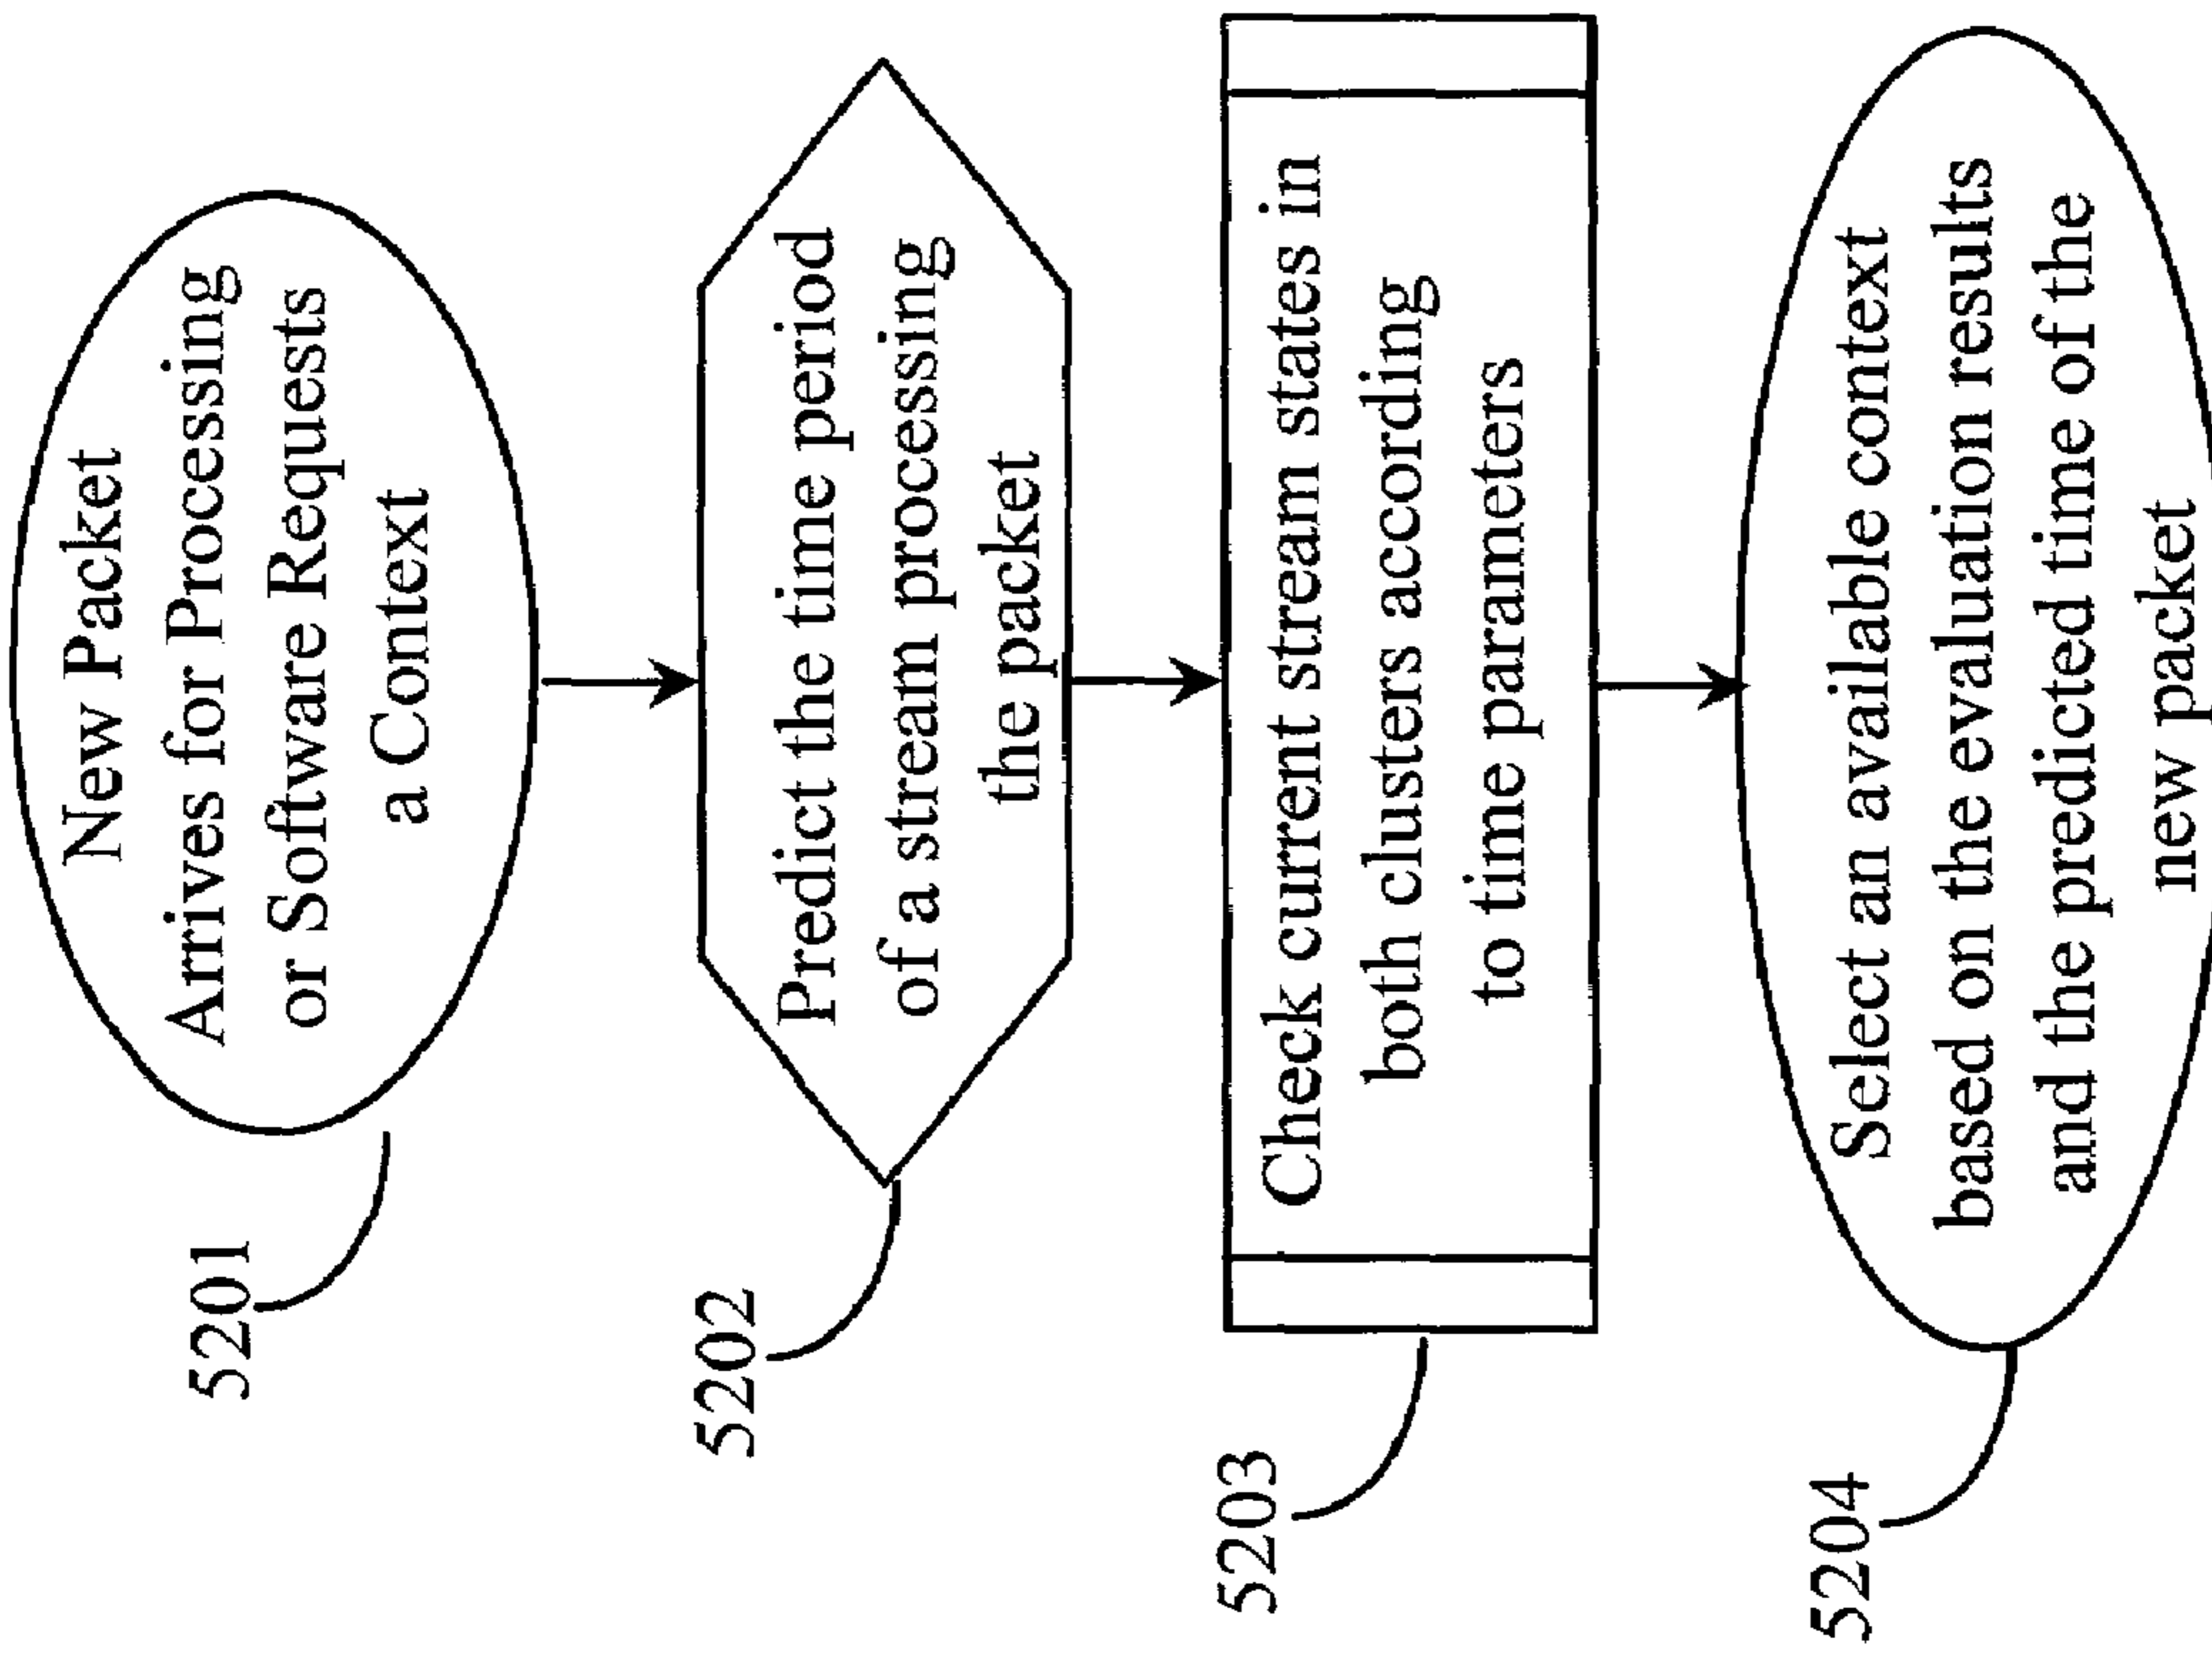 New Packet
Arrives for Processing
or Software Requests
a Context
5201
Predict the time period
of a stream processing
the packet
5202
Check current stream states in
both clusters according
to time parameters
5203
Select an available context
based on the evaluation results
and the predicted time of the
new packet
5204